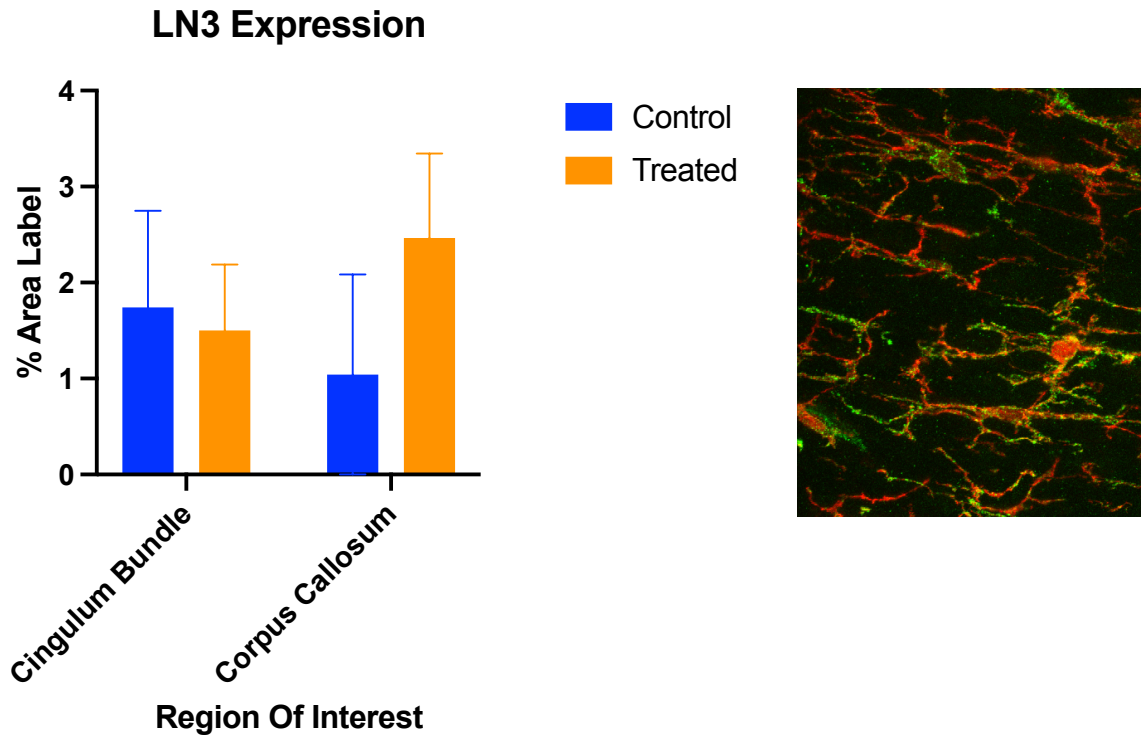 LN3 Expression
4
3
2
1
0
% Area Label
Cingulum Bundle
Corpus Callosum
Region Of Interest
Control
Treated